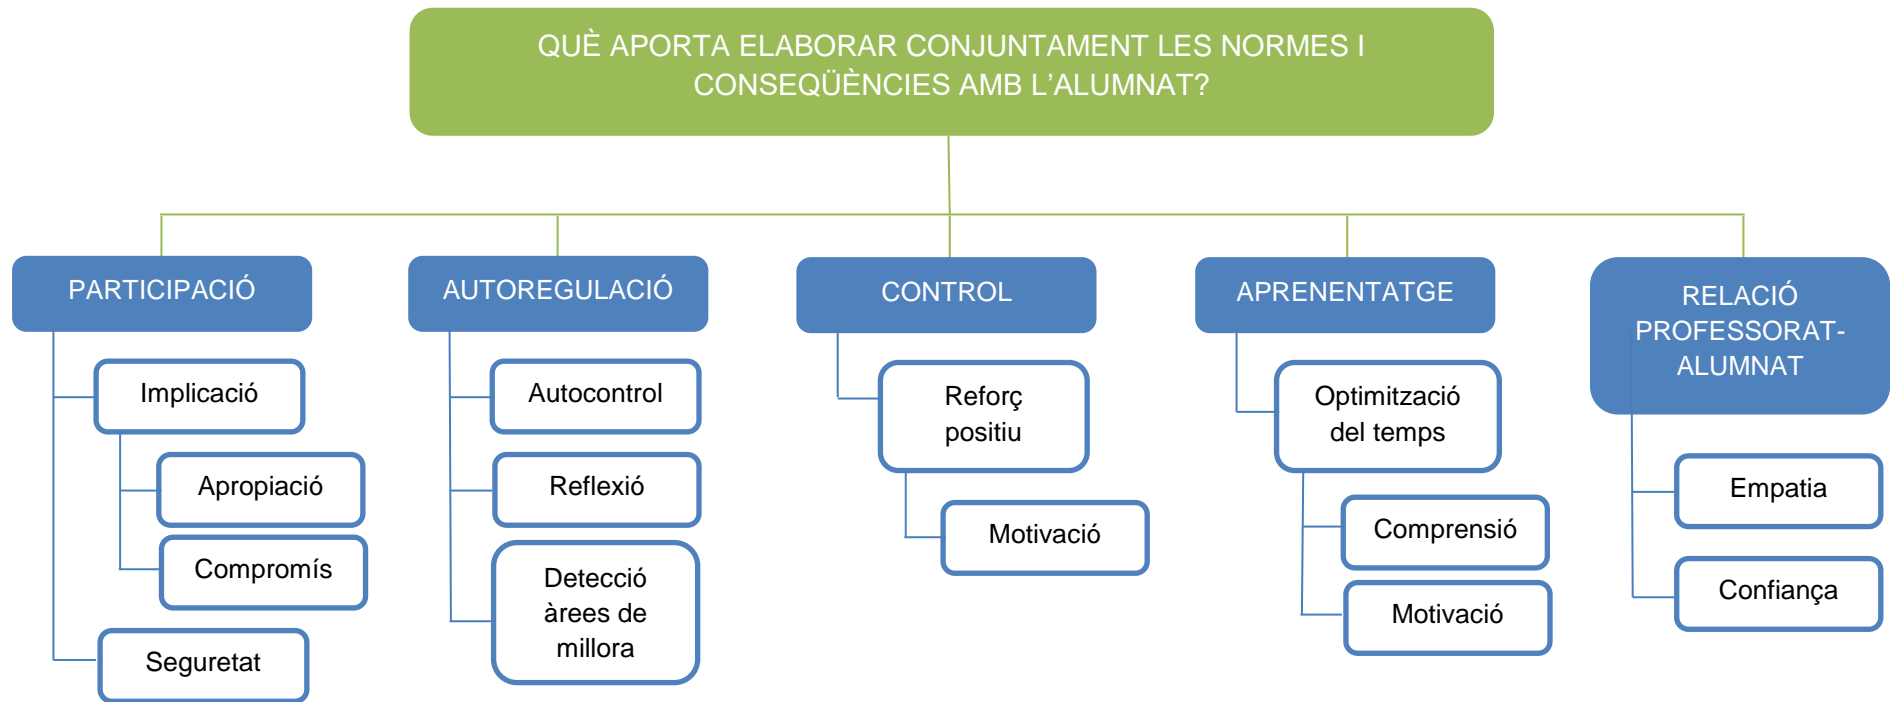 QUÈ APORTA ELABORAR CONJUNTAMENT LES NORMES I
CONSEQÜÈNCIES AMB L’ALUMNAT?
PARTICIPACIÓ
Implicació
Apropiació
Compromís
Seguretat
AUTOREGULACIÓ
Autocontrol
Reflexió
Detecció
àrees de
millora
CONTROL
Reforç
positiu
Motivació
APRENENTATGE
Optimització
del temps
Comprensió
Motivació
RELACIÓ
PROFESSORAT-
ALUMNAT
Empatia
Confiança